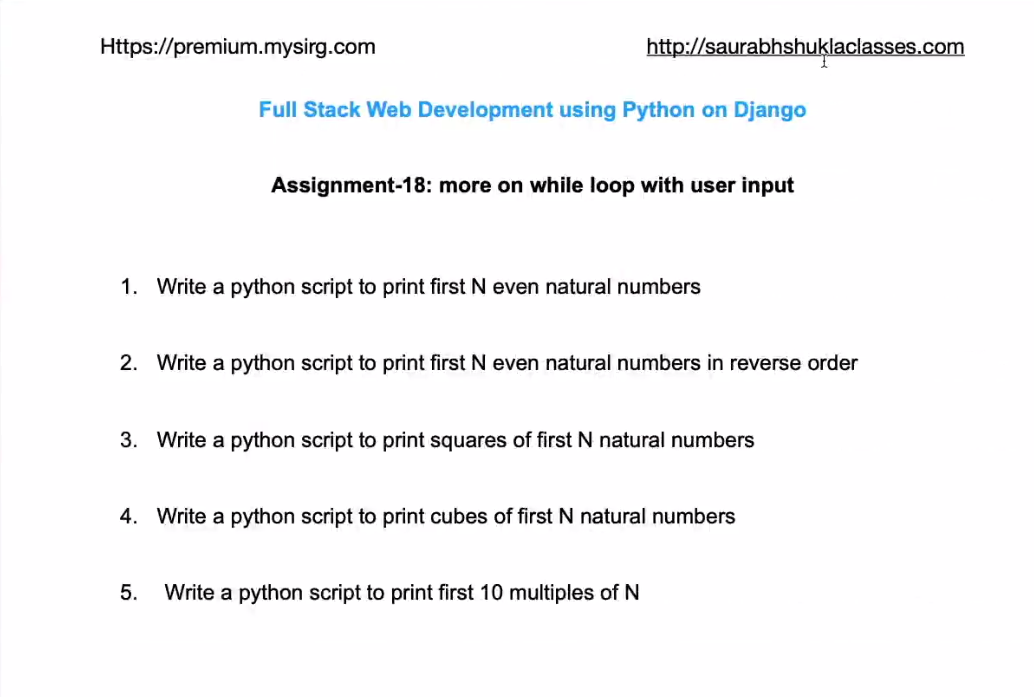 Https://premium.mysirg.com http://saurabhshuklaclasses.com
Full Stack Web Development using Python on Django
Assignment-18: more on while loop with user input
1. Write a python script to print first N even natural numbers
2. Write a python script to print first N even natural numbers in reverse order
3. Write a python script to print squares of first N natural numbers
4. Write a python script to print cubes of first N natural numbers
5. Write a python script to print first 10 multiples of N